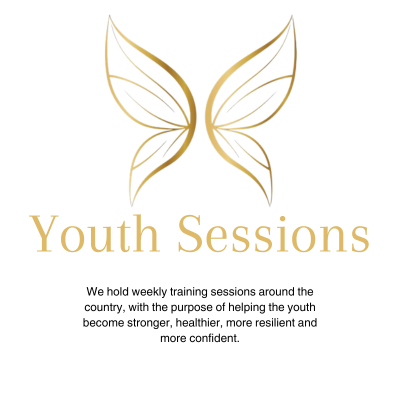 Youth Sessions
We hold weekly training sessions around the
country, with the purpose of helping the youth
become stronger, healthier, more resilient and
more confident.